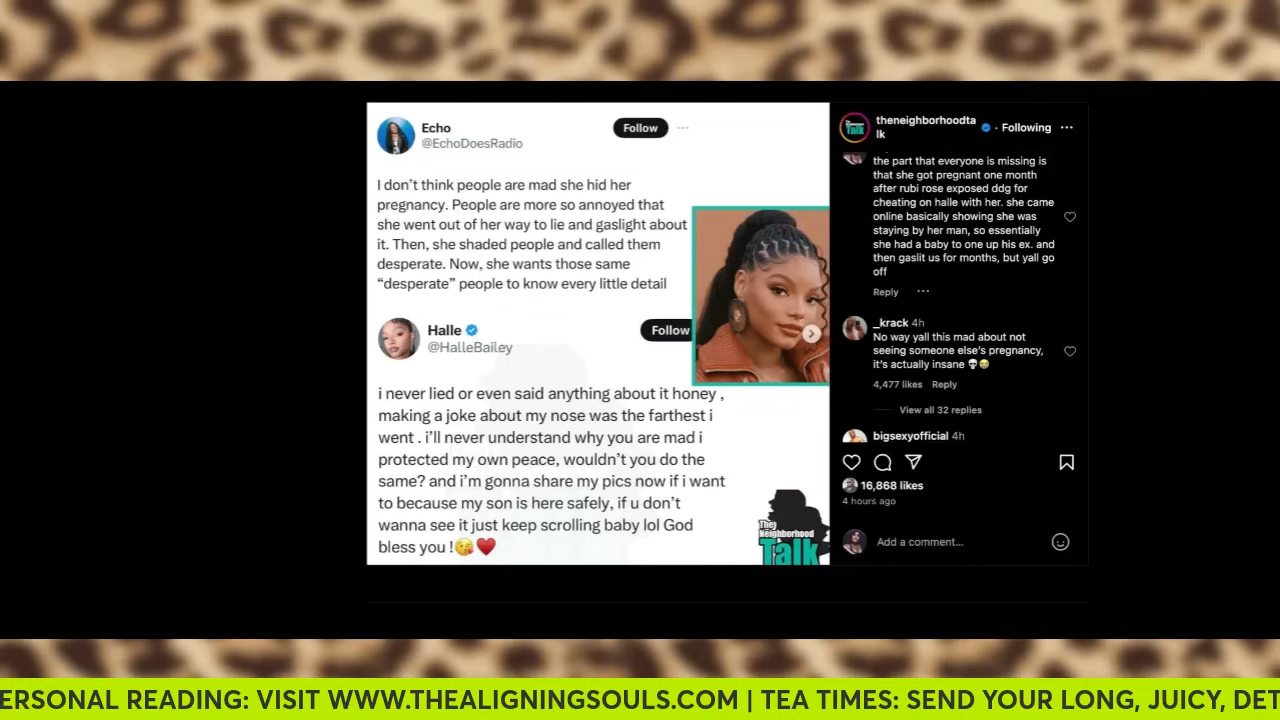 Echo
@EchoDoesRadio
Follow
I don’t think people are mad she hid her
pregnancy. People are more so annoyed that
she went out of her way to lie and gaslight about
it. Then, she shaded people and called them
desperate. Now, she wants those same
“desperate” people to know every little detail
Halle
@HalleBailey
Follow
i never lied or even said anything about it honey ,
making a joke about my nose was the farthest i
went . i’ll never understand why you are mad i
protected my own peace, wouldn’t you do the
same? and i’m gonna share my pics now if i want
to because my son is here safely, if u don’t
wanna see it just keep scrolling baby lol God
bless you !😘♥️
The
Neighborhood
Talk
theneighborhoodta
lk
· Following
the part that everyone is missing is
that she got pregnant one month
after rubi rose exposed ddg for
cheating on halle with her. she came
online basically showing she was
staying by her man, so essentially
she had a baby to one up his ex. and
then gaslit us for months, but yall go
off
Reply
_krack 4h
No way yall this mad about not
seeing someone else's pregnancy,
it's actually insane 💀😭
4,477 likes Reply
View all 32 replies
bigsexyofficial 4h
16,868 likes
4 hours ago
Add a comment...
ERSONAL READING: VISIT WWW.THEALIGNINGSOULS.COM | TEA TIMES: SEND YOUR LONG, JUICY, DET